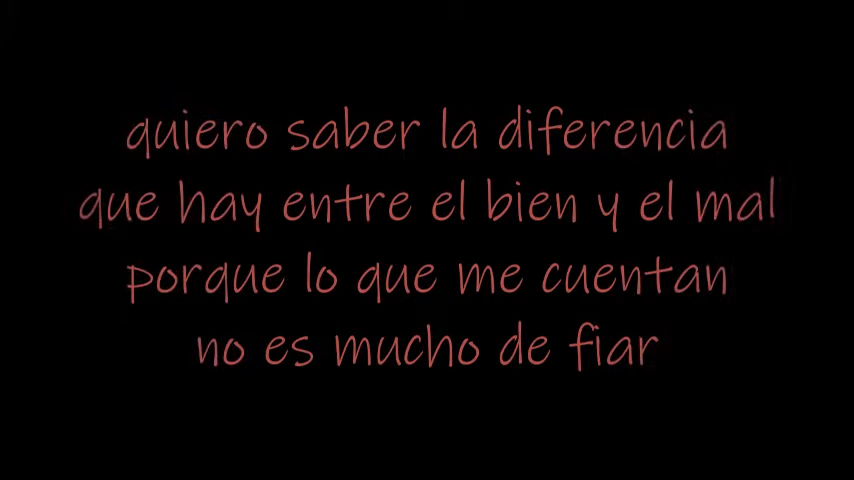 quiero saber la diferencia
que hay entre el bien y el mal
porque lo que me cuentan
no es mucho de fiar